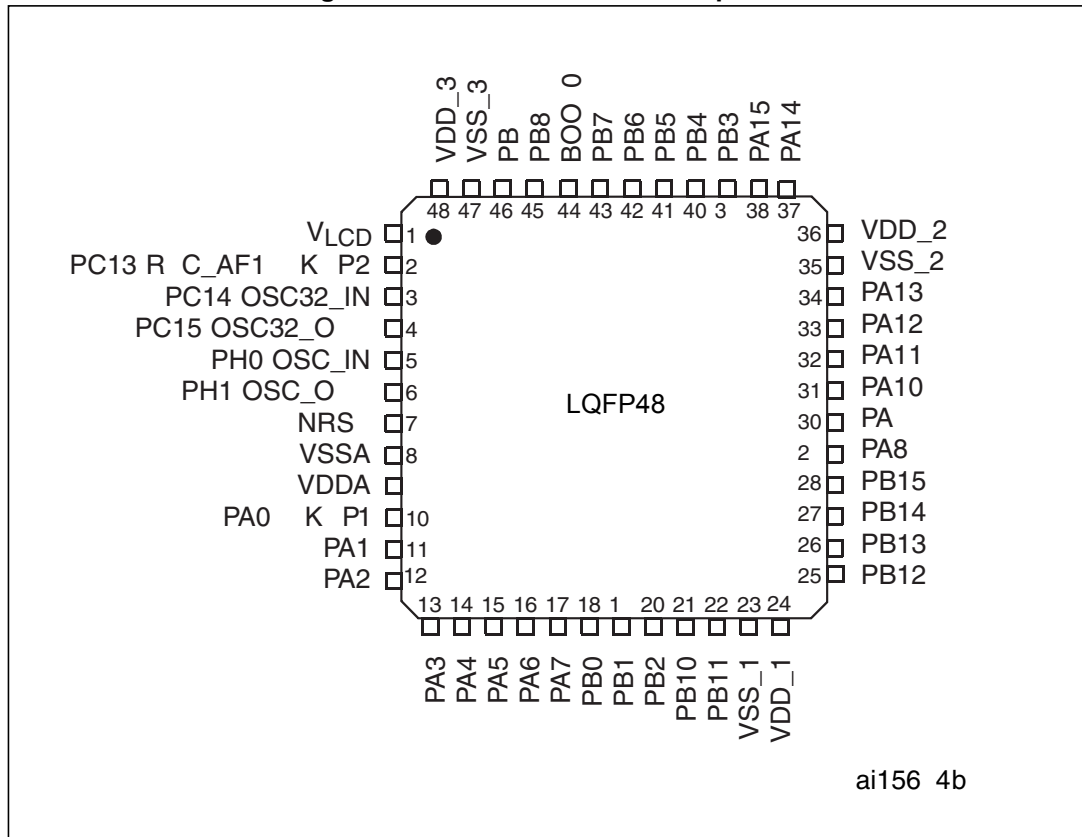 VDD_3
VSS_3
PB
PB8
BOO 0
PB7
PB6
PB5
PB4
PB3
PA15
PA14
48 47 46 45 44 43 42 41 40 3 38 37
VLCD 1
PC13 R C_AF1 K P2 2
PC14 OSC32_IN 3
PC15 OSC32_O 4
PH0 OSC_IN 5
PH1 OSC_O 6
NRS 7
VSSA 8
VDDA
PA0 K P1 10
PA1 11
PA2 12
36 VDD_2
35 VSS_2
34 PA13
33 PA12
32 PA11
31 PA10
30 PA
2 PA8
28 PB15
27 PB14
26 PB13
25 PB12
LQFP48
13 14 15 16 17 18 1 20 21 22 23 24
PA3
PA4
PA5
PA6
PA7
PB0
PB1
PB2
PB10
PB11
VSS_1
VDD_1
ai156 4b